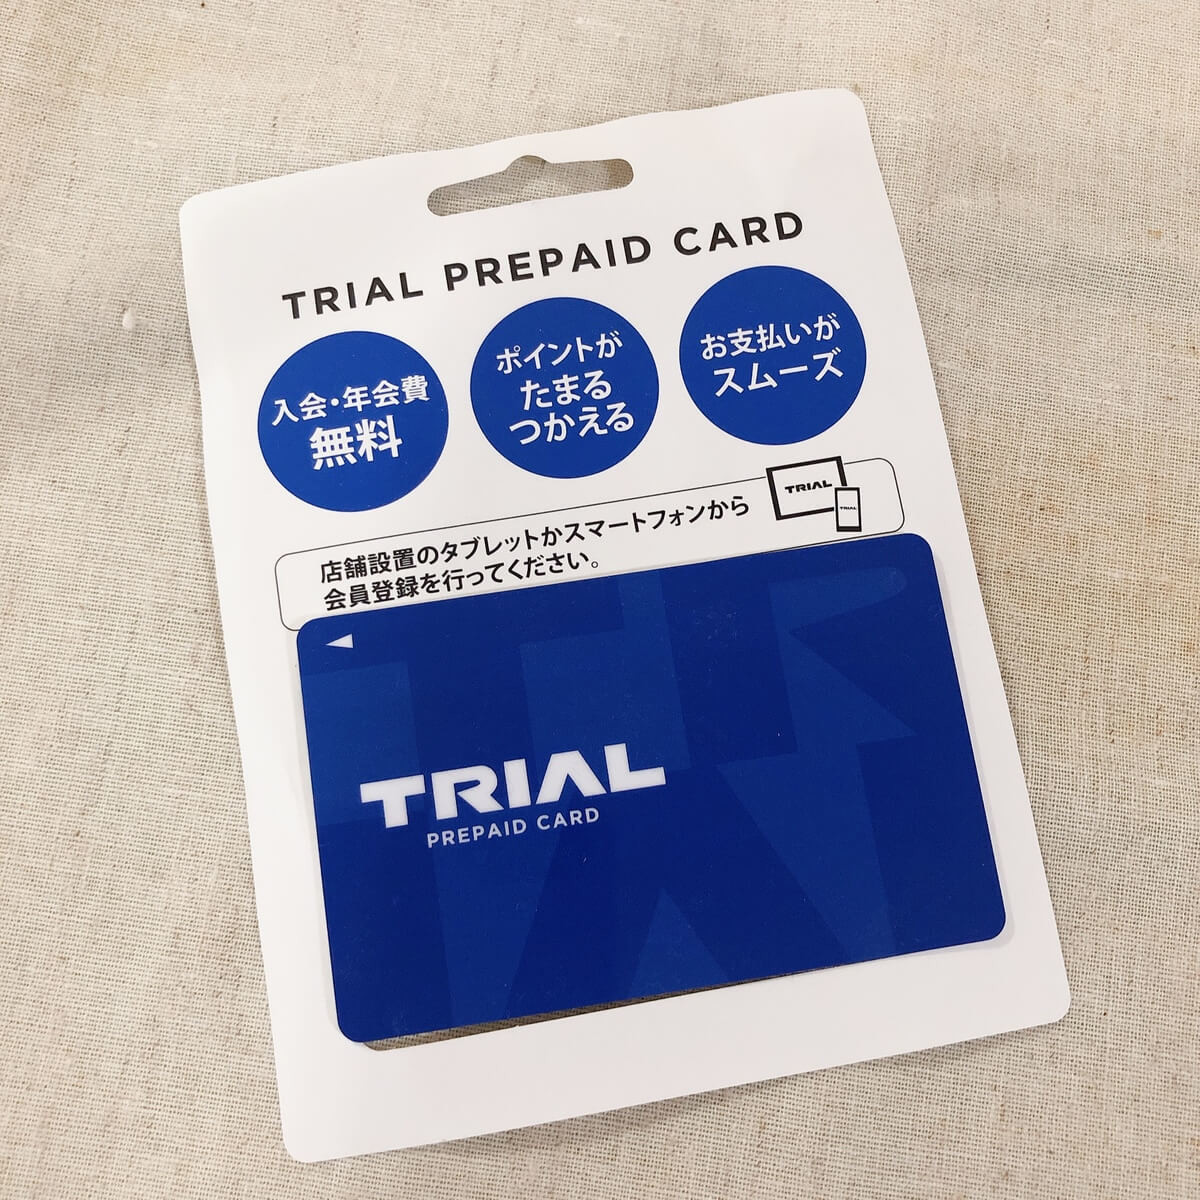 TRIAL PREPAID CARD
入会・年会費
無料
ポイントが
たまる
つかえる
お支払いが
スムーズ
店舗設置のタブレットかスマートフォンから
会員登録を行ってください。
TRIAL
TRIAL
TRIAL
PREPAID CARD